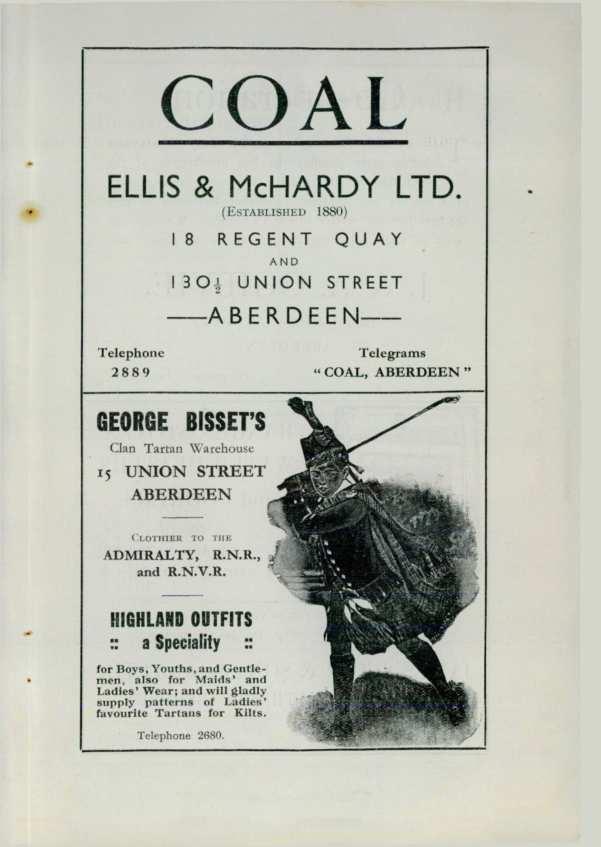 COAL
ELLIS & McHARDY LTD.
(ESTABLISHED 1880)
18 REGENT QUAY
AND
130½ UNION STREET
ABERDEEN
Telephone
2889
Telegrams
"COAL, ABERDEEN"
GEORGE BISSET'S
Clan Tartan Warehouse
15 UNION STREET
ABERDEEN
CLOTHIER TO THE
ADMIRALTY, R.N.R.,
and R.N.V.R.
HIGHLAND OUTFITS
:: a Speciality ::
for Boys, Youths, and Gentle-
men, also for Maids' and
Ladies' Wear; and will gladly
supply patterns of Ladies'
favourite Tartans for Kilts.
Telephone 2680.